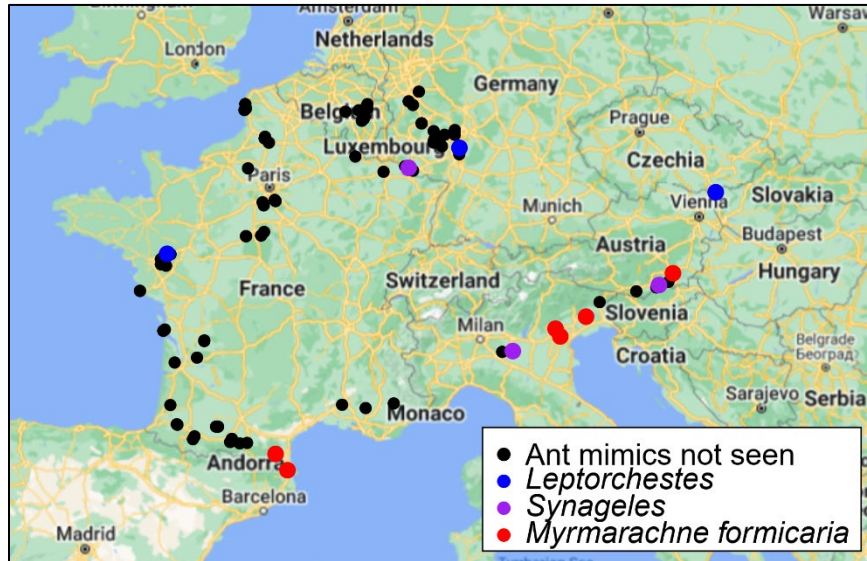 Amsterdam
Netherlands
London
Germany
Warsaw
Belgium
Prague
Luxembourg
Czechia
Paris
Slovakia
Vienna
Munich
Budapest
Austria
Switzerland
Hungary
France
Slovenia
Milan
Croatia
Belgrade
Београд
Sarajevo
Serbia
Monaco
Andorra
Barcelona
Madrid
Ant mimics not seen
Leptorchestes
Synageles
Myrmarachne formicaria